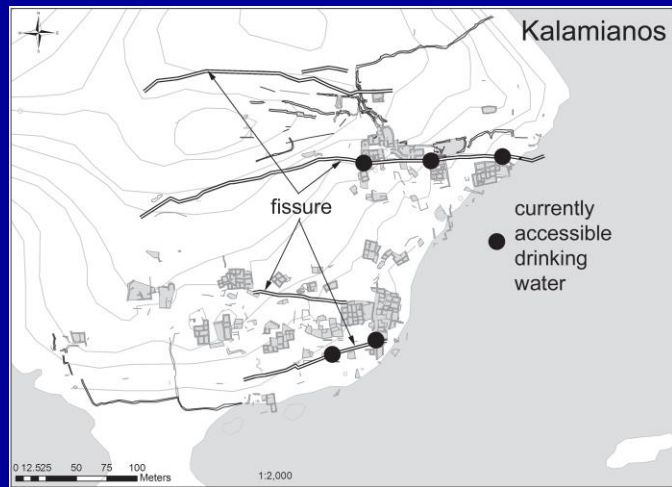 Kalamianos
fissure
currently
accessible
drinking
water
0 12.525 50 75 100
Meters
1:2,000